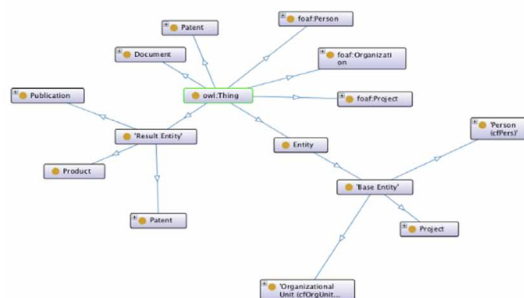 foaf:Person
Patent
Document
foaf:Organizati
on
owl:Thing
foaf:Project
Publication
'Person
(cfPers)'
'Result Entity'
Entity
Product
'Base Entity'
Patent
Project
'Organizational
Unit (cfOrgUnit...